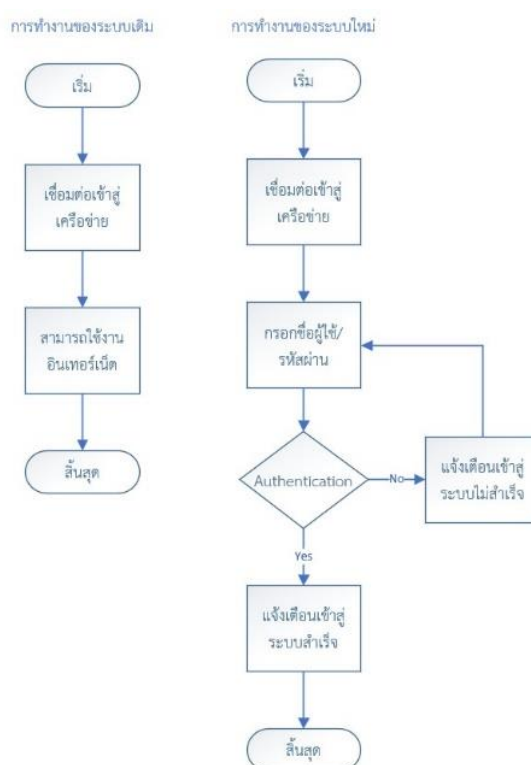 การทำงานของระบบเดิม
เริ่ม
เชื่อมต่อเข้าสู่
เครือข่าย
สามารถใช้งาน
อินเทอร์เน็ต
สิ้นสุด
การทำงานของระบบใหม่
เริ่ม
เชื่อมต่อเข้าสู่
เครือข่าย
กรอกชื่อผู้ใช้/
รหัสผ่าน
Authentication
No
แจ้งเตือนเข้าสู่
ระบบไม่สำเร็จ
Yes
แจ้งเตือนเข้าสู่
ระบบสำเร็จ
สิ้นสุด